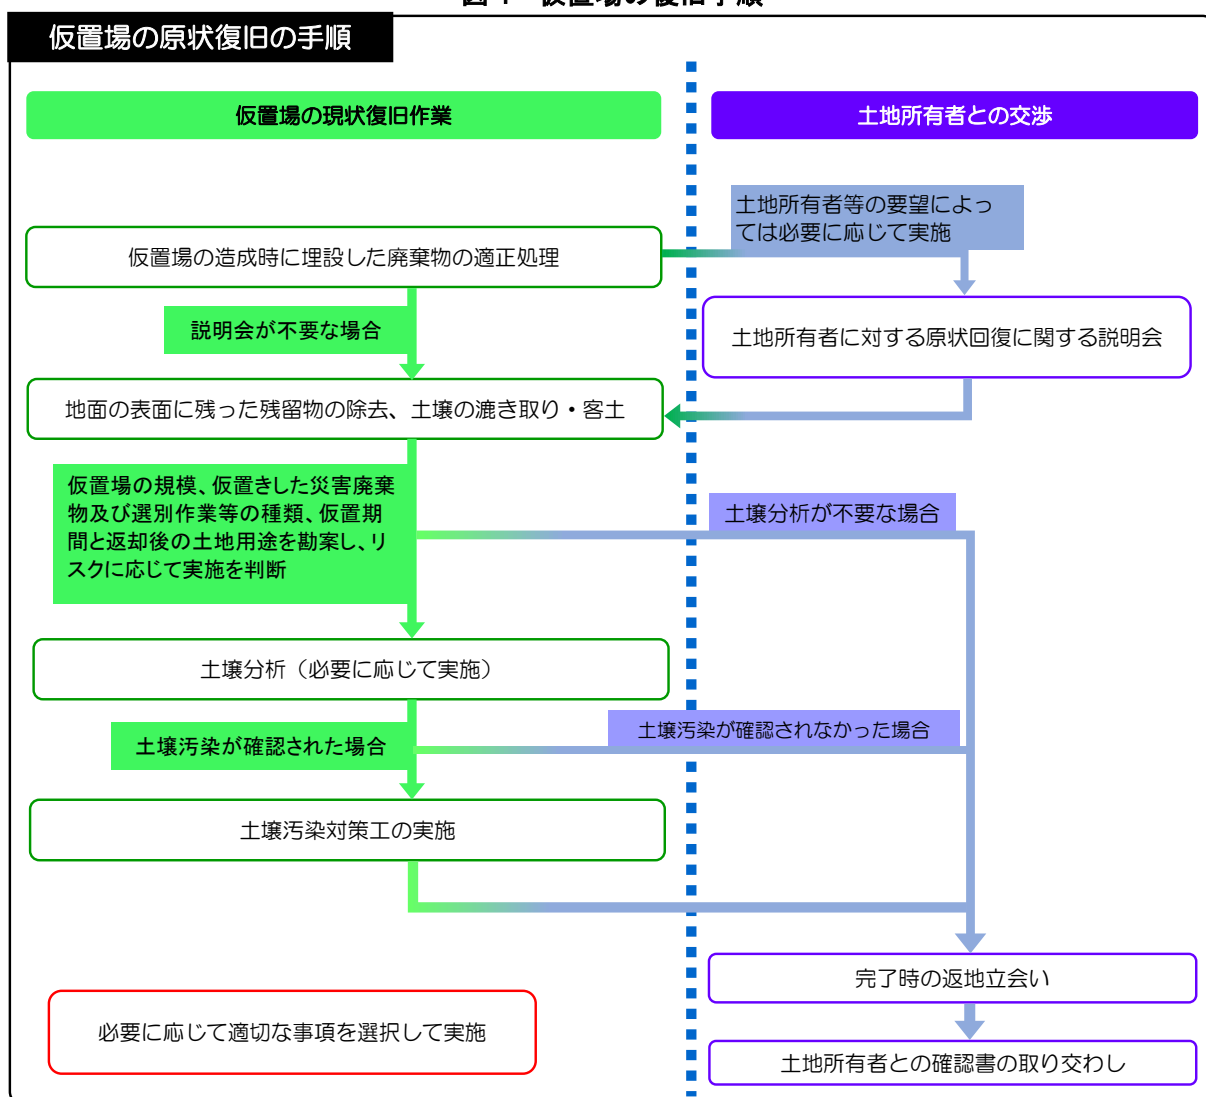 仮置場の原状復旧の手順
仮置場の現状復旧作業
土地所有者との交渉
土地所有者等の要望によっ
ては必要に応じて実施
仮置場の造成時に埋設した廃棄物の適正処理
説明会が不要な場合
土地所有者に対する原状回復に関する説明会
地面の表面に残った残留物の除去、土壌の漉き取り・客土
仮置場の規模、仮置きした災害廃棄
物及び選別作業等の種類、仮置期
間と返却後の土地用途を勘案し、リ
スクに応じて実施を判断
土壌分析が不要な場合
土壌分析（必要に応じて実施）
土壌汚染が確認された場合
土壌汚染が確認されなかった場合
土壌汚染対策工の実施
完了時の返地立会い
必要に応じて適切な事項を選択して実施
土地所有者との確認書の取り交わし